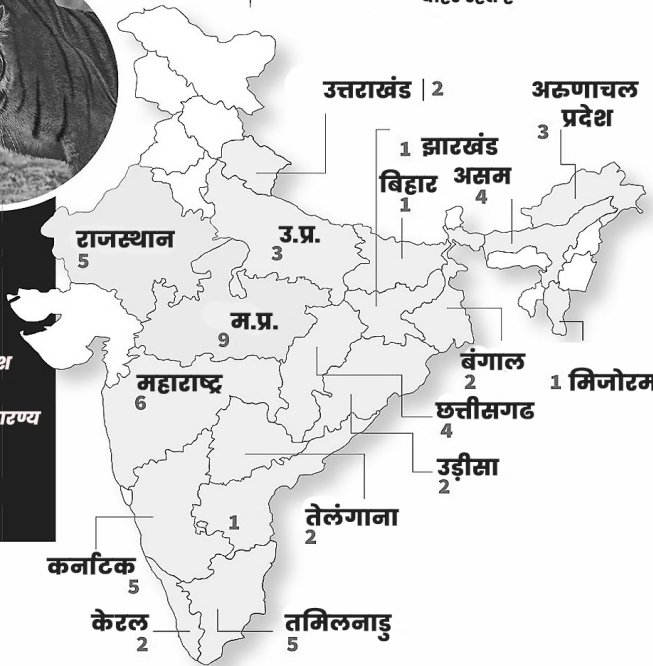 उत्तराखंड | 2
अरुणाचल
प्रदेश
3
1 झारखंड
बिहार
1
असम
4
राजस्थान
5
उ.प्र.
3
म.प्र.
9
बंगाल
2
1 मिजोरम
महाराष्ट्र
6
छत्तीसगढ
4
उड़ीसा
2
तेलंगाना
2
1
कर्नाटक
5
केरल
2
तमिलनाडु
5